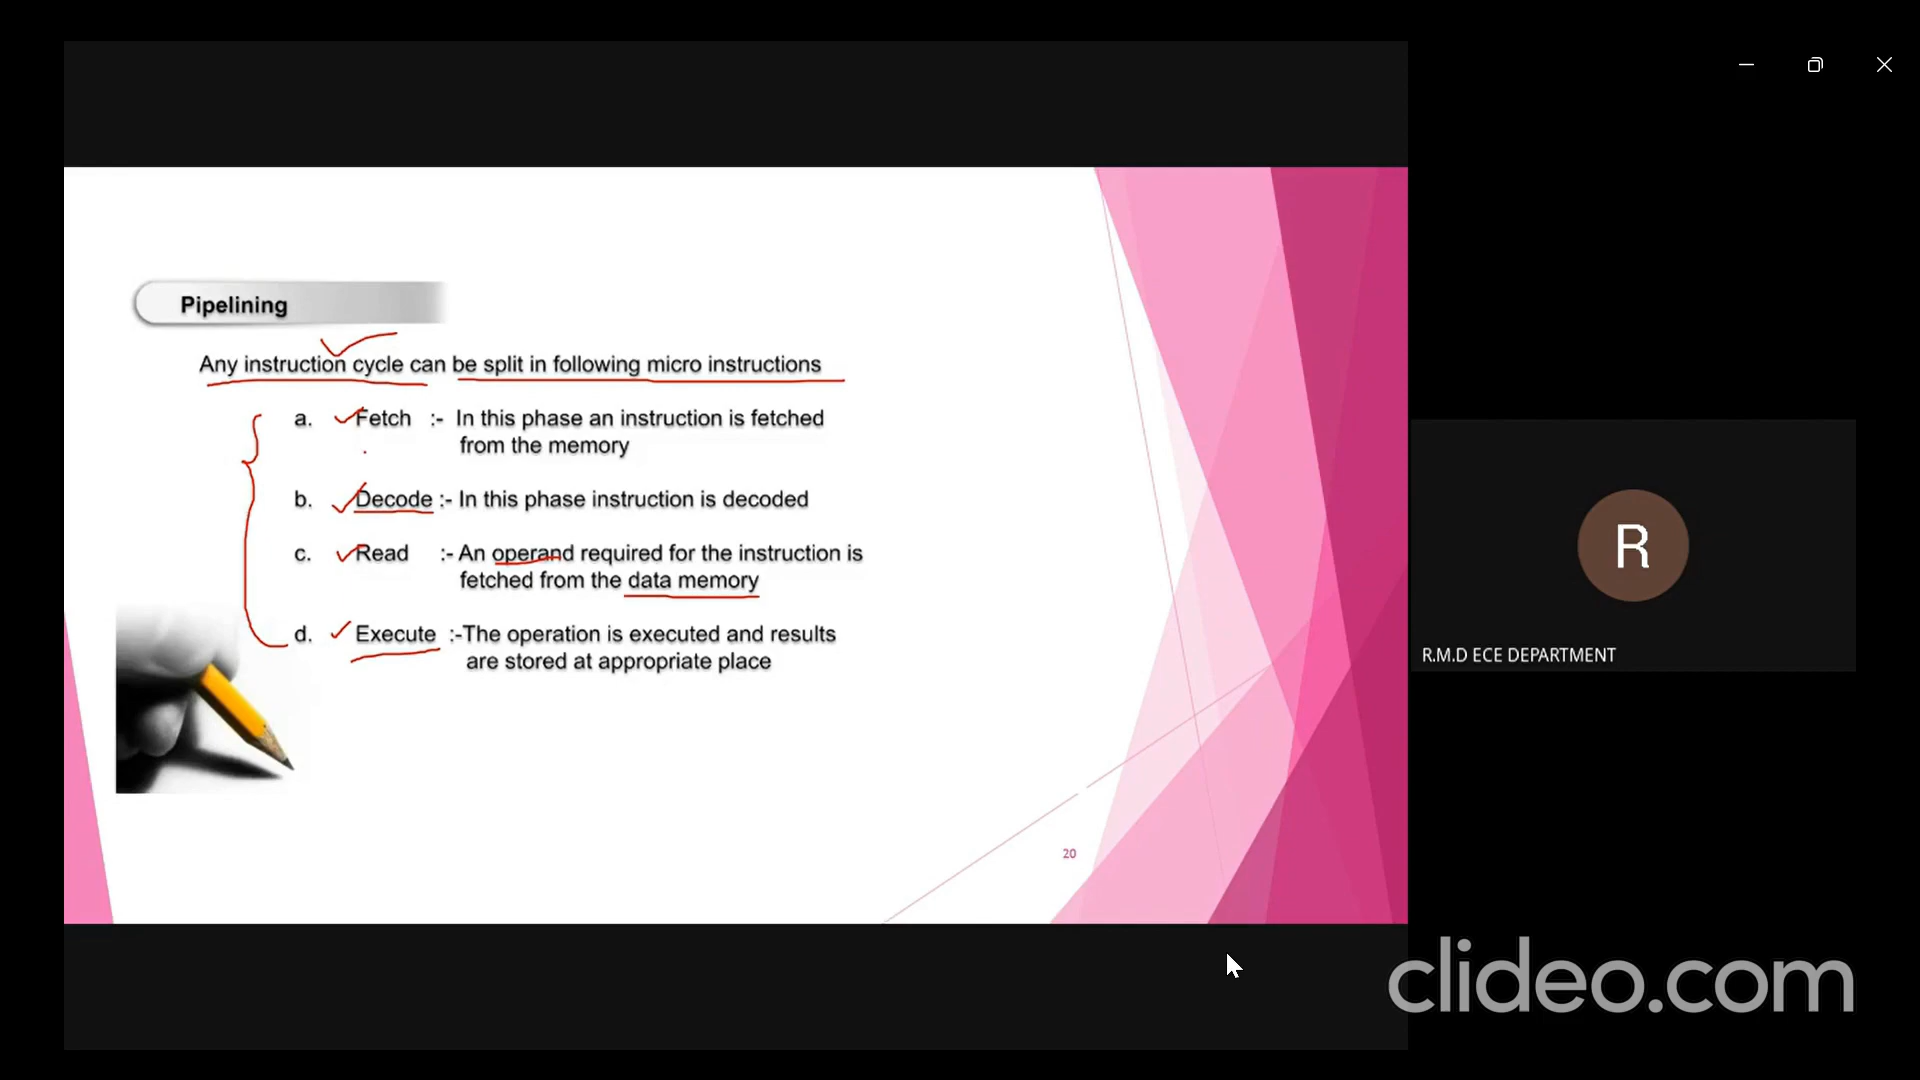 Pipelining
Any instruction cycle can be split in following micro instructions
a. Fetch :- In this phase an instruction is fetched
from the memory
b. Decode :- In this phase instruction is decoded
c. Read :- An operand required for the instruction is
fetched from the data memory
d. Execute :-The operation is executed and results
are stored at appropriate place
20
R
R.M.D ECE DEPARTMENT
clideo.com